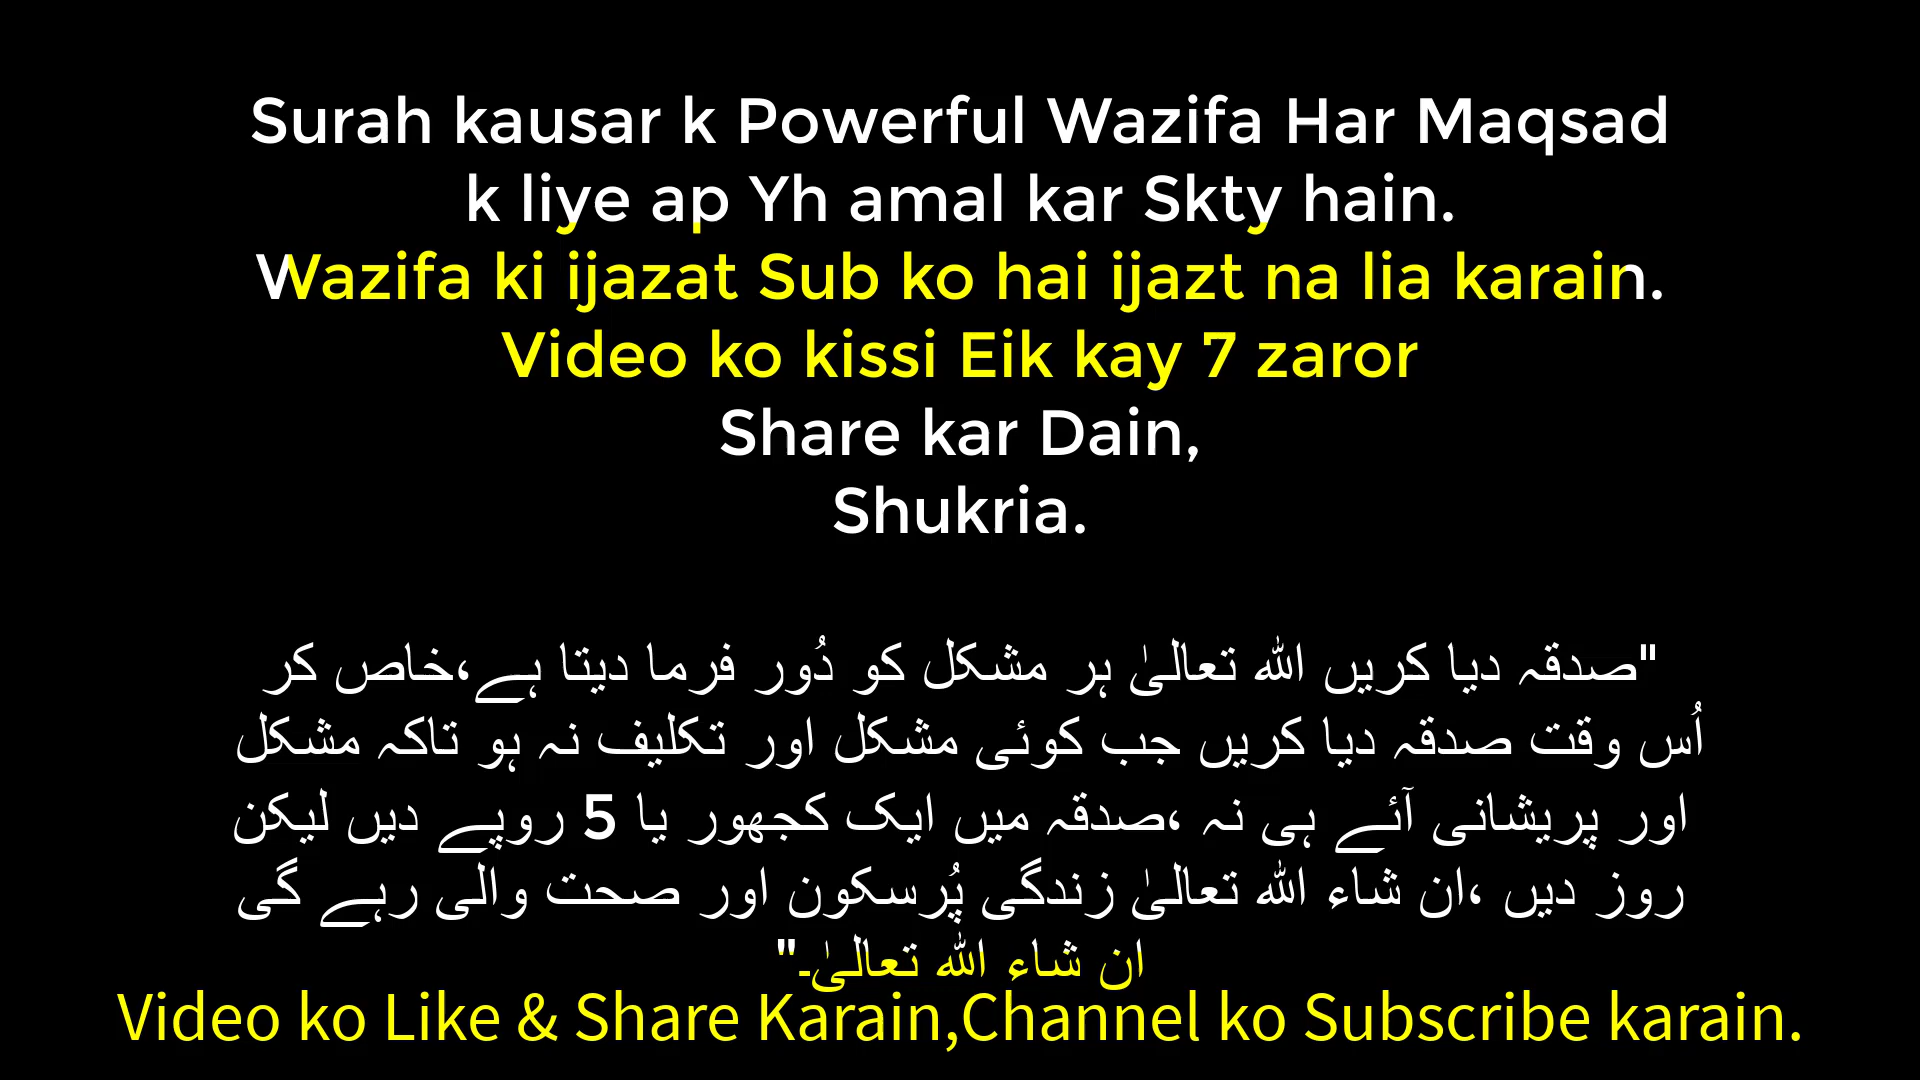 Surah kausar k Powerful Wazifa Har Maqsad
k liye ap Yh amal kar Skty hain.
Wazifa ki ijazat Sub ko hai ijazt na lia karain.
Video ko kissi Eik kay 7 zaror
Share kar Dain,
Shukria.
"صدقہ دیا کریں اللہ تعالیٰ ہر مشکل کو دُور فرما دیتا ہے،خاص کر
اُس وقت صدقہ دیا کریں جب کوئی مشکل اور تکلیف نہ ہو تاکہ مشکل
اور پریشانی آئے ہی نہ ،صدقہ میں ایک کجھور یا 5 روپے دیں لیکن
روز دیں ،ان شاء اللہ تعالیٰ زندگی پُرسکون اور صحت والی رہے گی
ان شاء اللہ تعالیٰ۔"
Video ko Like & Share Karain,Channel ko Subscribe karain.